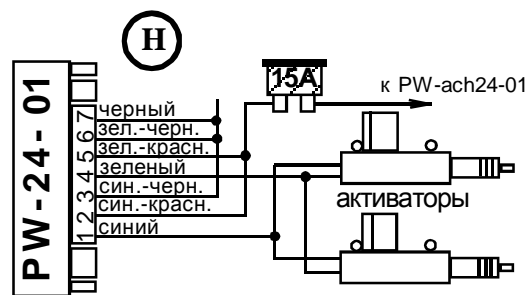 Н
15А
к PW-ach24-01
PW-24-01
7 черный
6 зел.-черн.
5 зел.-красн.
4 зеленый
3 син.-черн.
2 син.-красн.
1 синий
активаторы